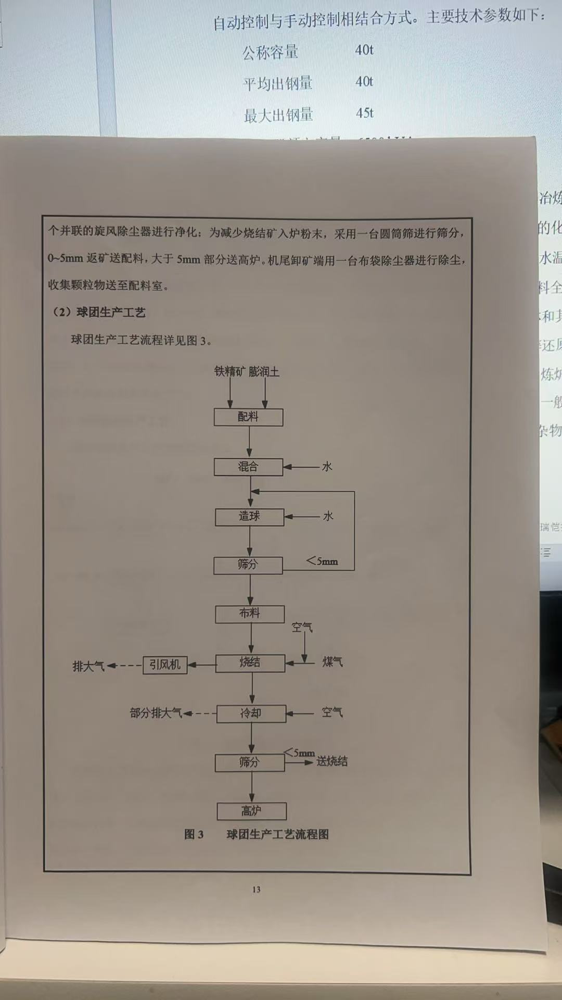 自动控制与手动控制相结合方式。主要技术参数如下：
公称容量 40t
平均出钢量 40t
最大出钢量 45t
冶炼
的化
水温
料全
和其
还原
炼炉
一般
杂物
瑞恺
个并联的旋风除尘器进行净化；为减少烧结矿入炉粉末，采用一台圆筒筛进行筛分，
0~5mm 返矿送配料，大于 5mm 部分送高炉。机尾卸矿端用一台布袋除尘器进行除尘，
收集颗粒物送至配料室。
（2）球团生产工艺
球团生产工艺流程详见图 3。
铁精矿 膨润土
配料
混合 水
造球 水
筛分 ＜5mm
布料
空气
排大气 引风机 烧结 煤气
部分排大气 冷却 空气
＜5mm
筛分 送烧结
高炉
图 3 球团生产工艺流程图
13